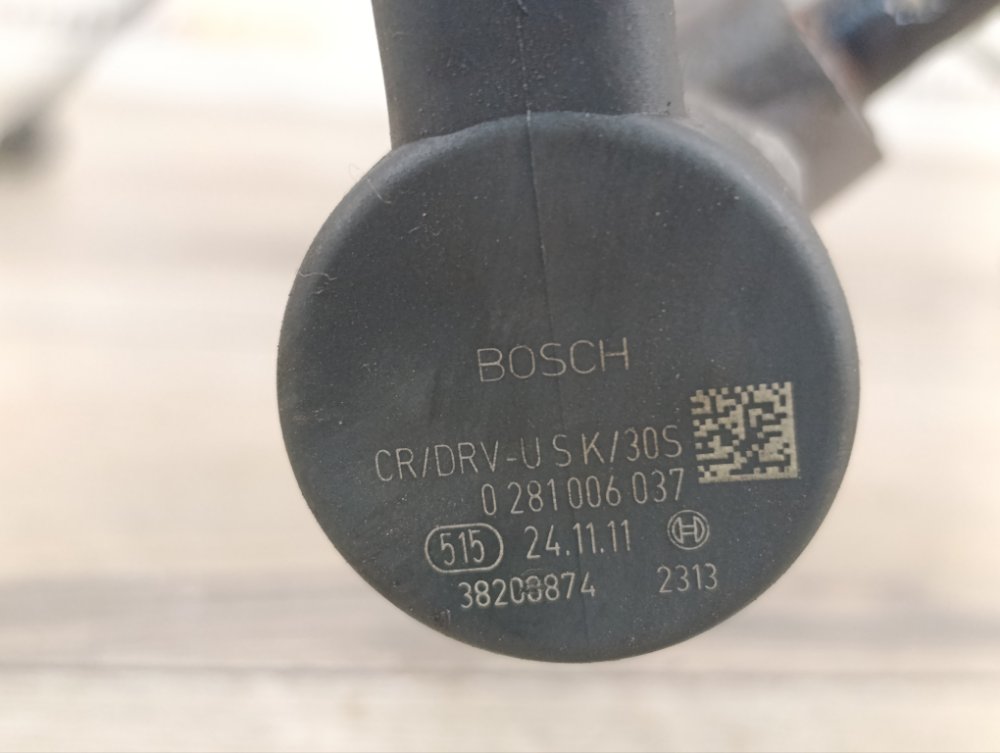 BOSCH
CR/DRV-U S K/30S
0 281 006 037
515 24.11.11 H
38208874 2313